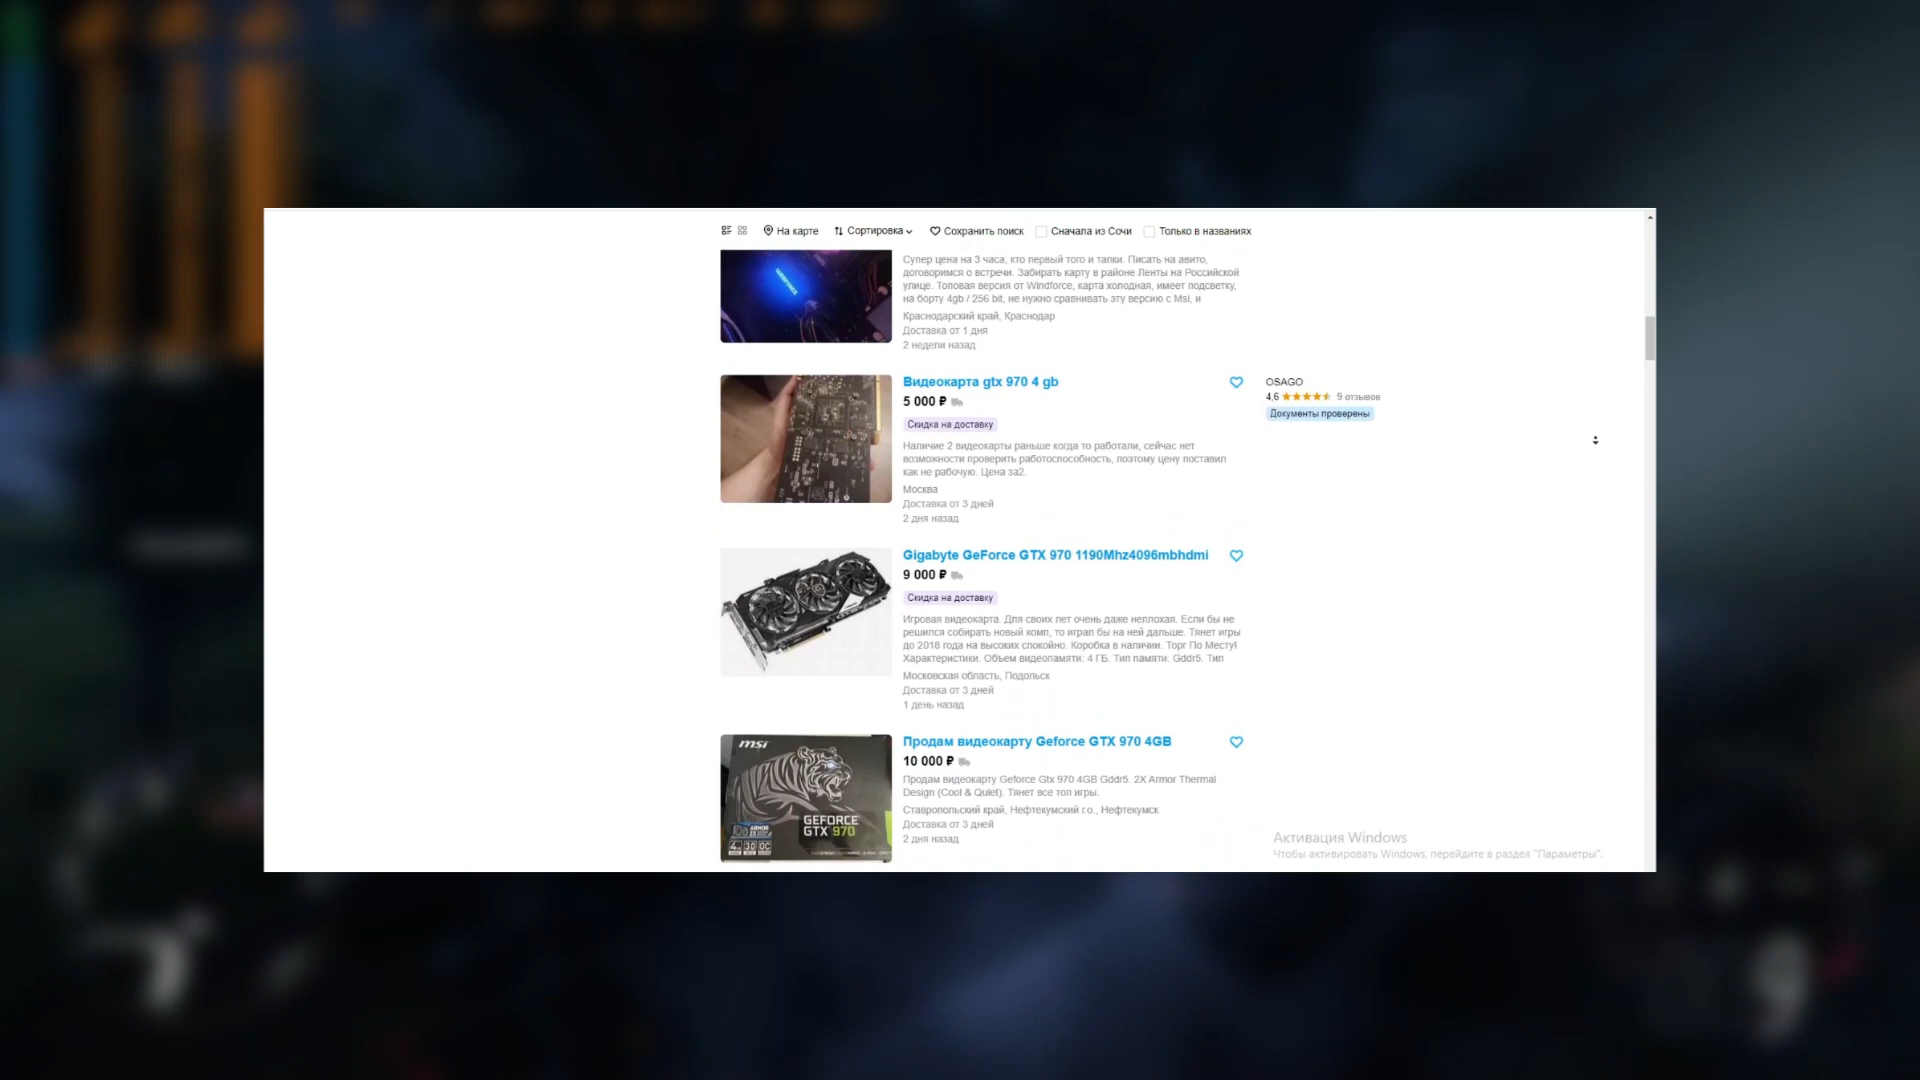 На карте
Сортировка
Сохранить поиск
Сначала из Сочи
Только в названиях
Супер цена на 3 часа, кто первый того и тапки. Писать на авито,
договоримся о встречи. Забирать карту в районе Ленты на Российской
улице. Топовая версия от Windforce, карта холодная, имеет подсветку,
на борту 4gb / 256 bit, не нужно сравнивать эту версию с Msi, и
Краснодарский край, Краснодар
Доставка от 1 дня
2 недели назад
Видеокарта gtx 970 4 gb
5 000 ₽
Скидка на доставку
Наличие 2 видеокарты раньше когда то работали, сейчас нет
возможности проверить работоспособность, поэтому цену поставил
как не рабочую. Цена за2.
Москва
Доставка от 3 дней
2 дня назад
OSAGO
4,6
9 отзывов
Документы проверены
Gigabyte GeForce GTX 970 1190Mhz4096mbhdmi
9 000 ₽
Скидка на доставку
Игровая видеокарта. Для своих лет очень даже неплохая. Если бы не
решился собирать новый комп, то играл бы на ней дальше. Тянет игры
до 2018 года на высоких спокойно. Коробка в наличии. Торг По Месту!
Характеристики. Объем видеопамяти: 4 ГБ. Тип памяти: Gddr5. Тип
Московская область, Подольск
Доставка от 3 дней
1 день назад
msi
GEFORCE
GTX 970
ARMOR
2X
4
30
OC
Продам видеокарту Geforce GTX 970 4GB
10 000 ₽
Продам видеокарту Geforce Gtx 970 4GB Gddr5. 2X Armor Thermal
Design (Cool & Quiet). Тянет все топ игры.
Ставропольский край, Нефтекумский г.о., Нефтекумск
Доставка от 3 дней
2 дня назад
Активация Windows
Чтобы активировать Windows, перейдите в раздел "Параметры".